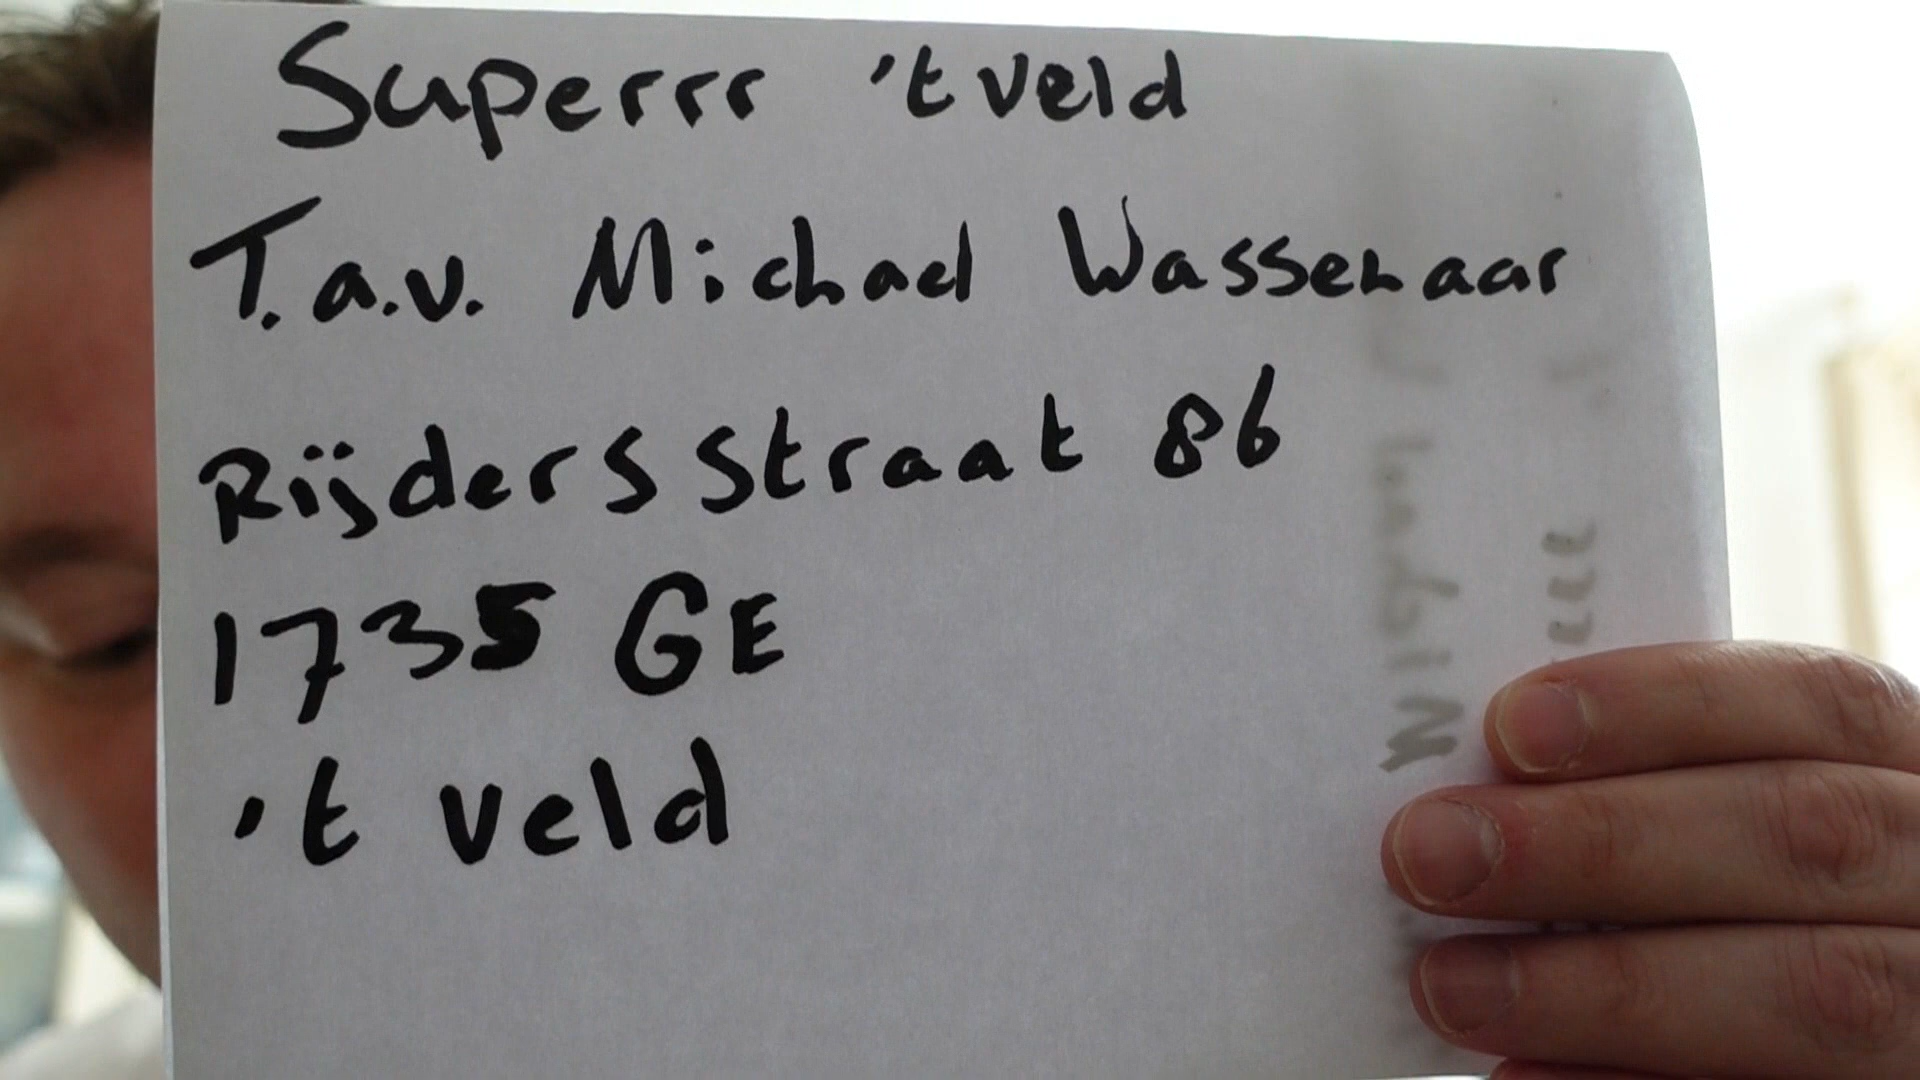 Superrr 't veld
T.a.v. Michael Wassenaar
Rijdersstraat 86
1735 GE
't veld